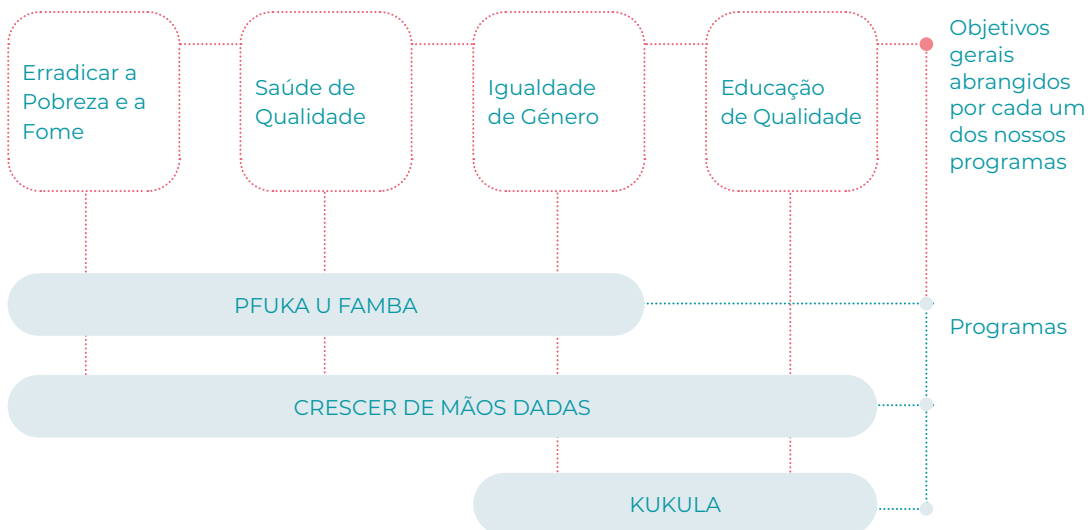 Erradicar a
Pobreza e a
Fome
Saúde de
Qualidade
Igualdade
de Género
Educação
de Qualidade
Objetivos
gerais
abrangidos
por cada um
dos nossos
programas
PFUKA U FAMBA
Programas
CRESCER DE MÃOS DADAS
KUKULA